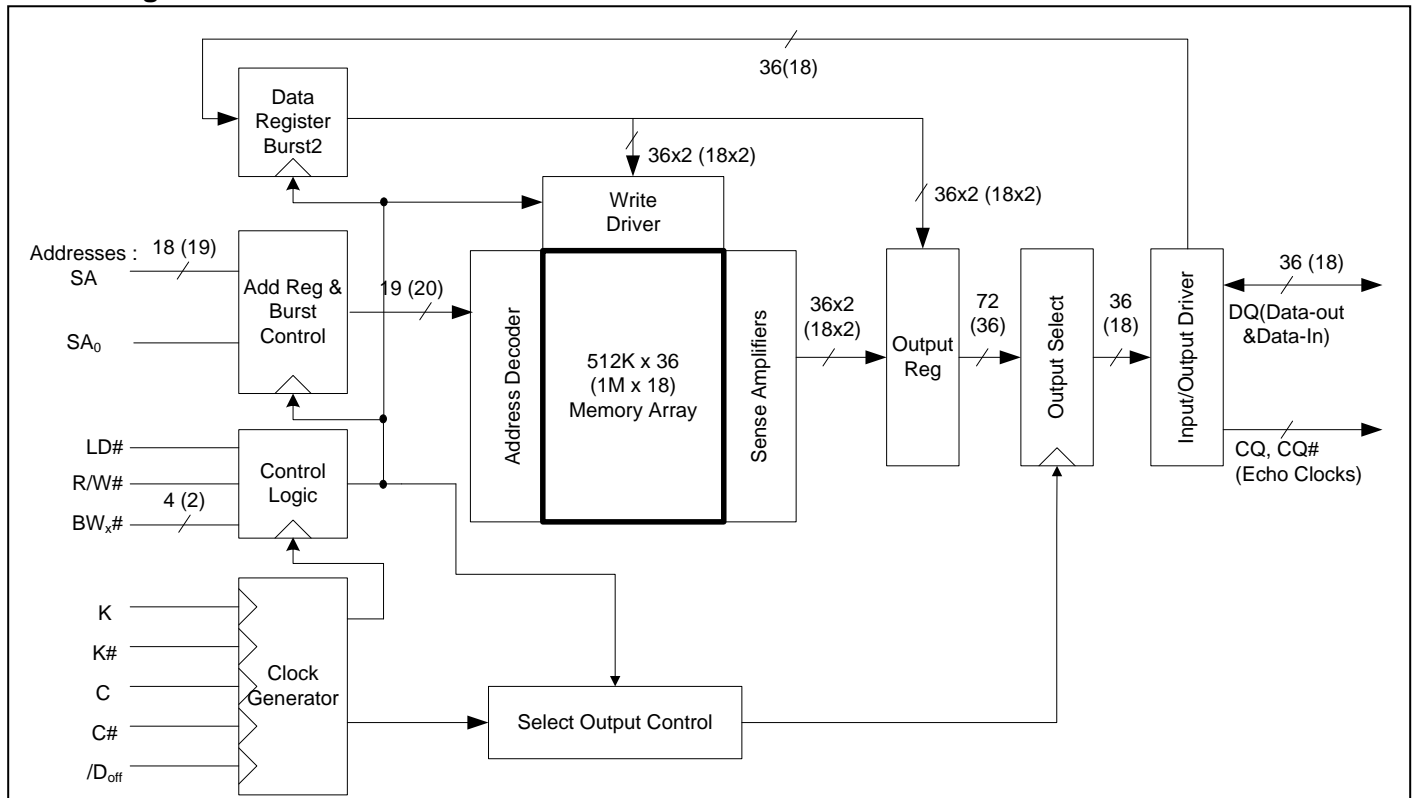 36(18)
Data
Register
Burst2
36x2 (18x2)
36x2 (18x2)
Write
Driver
Addresses :
SA
18 (19)
SA0
Add Reg &
Burst
Control
19 (20)
Address Decoder
512K x 36
(1M x 18)
Memory Array
Sense Amplifiers
36x2
(18x2)
Output
Reg
72
(36)
Output Select
36
(18)
Input/Output Driver
36 (18)
DQ(Data-out
&Data-In)
CQ, CQ#
(Echo Clocks)
LD#
R/W#
BWx#
4 (2)
Control
Logic
K
K#
C
C#
/Doff
Clock
Generator
Select Output Control